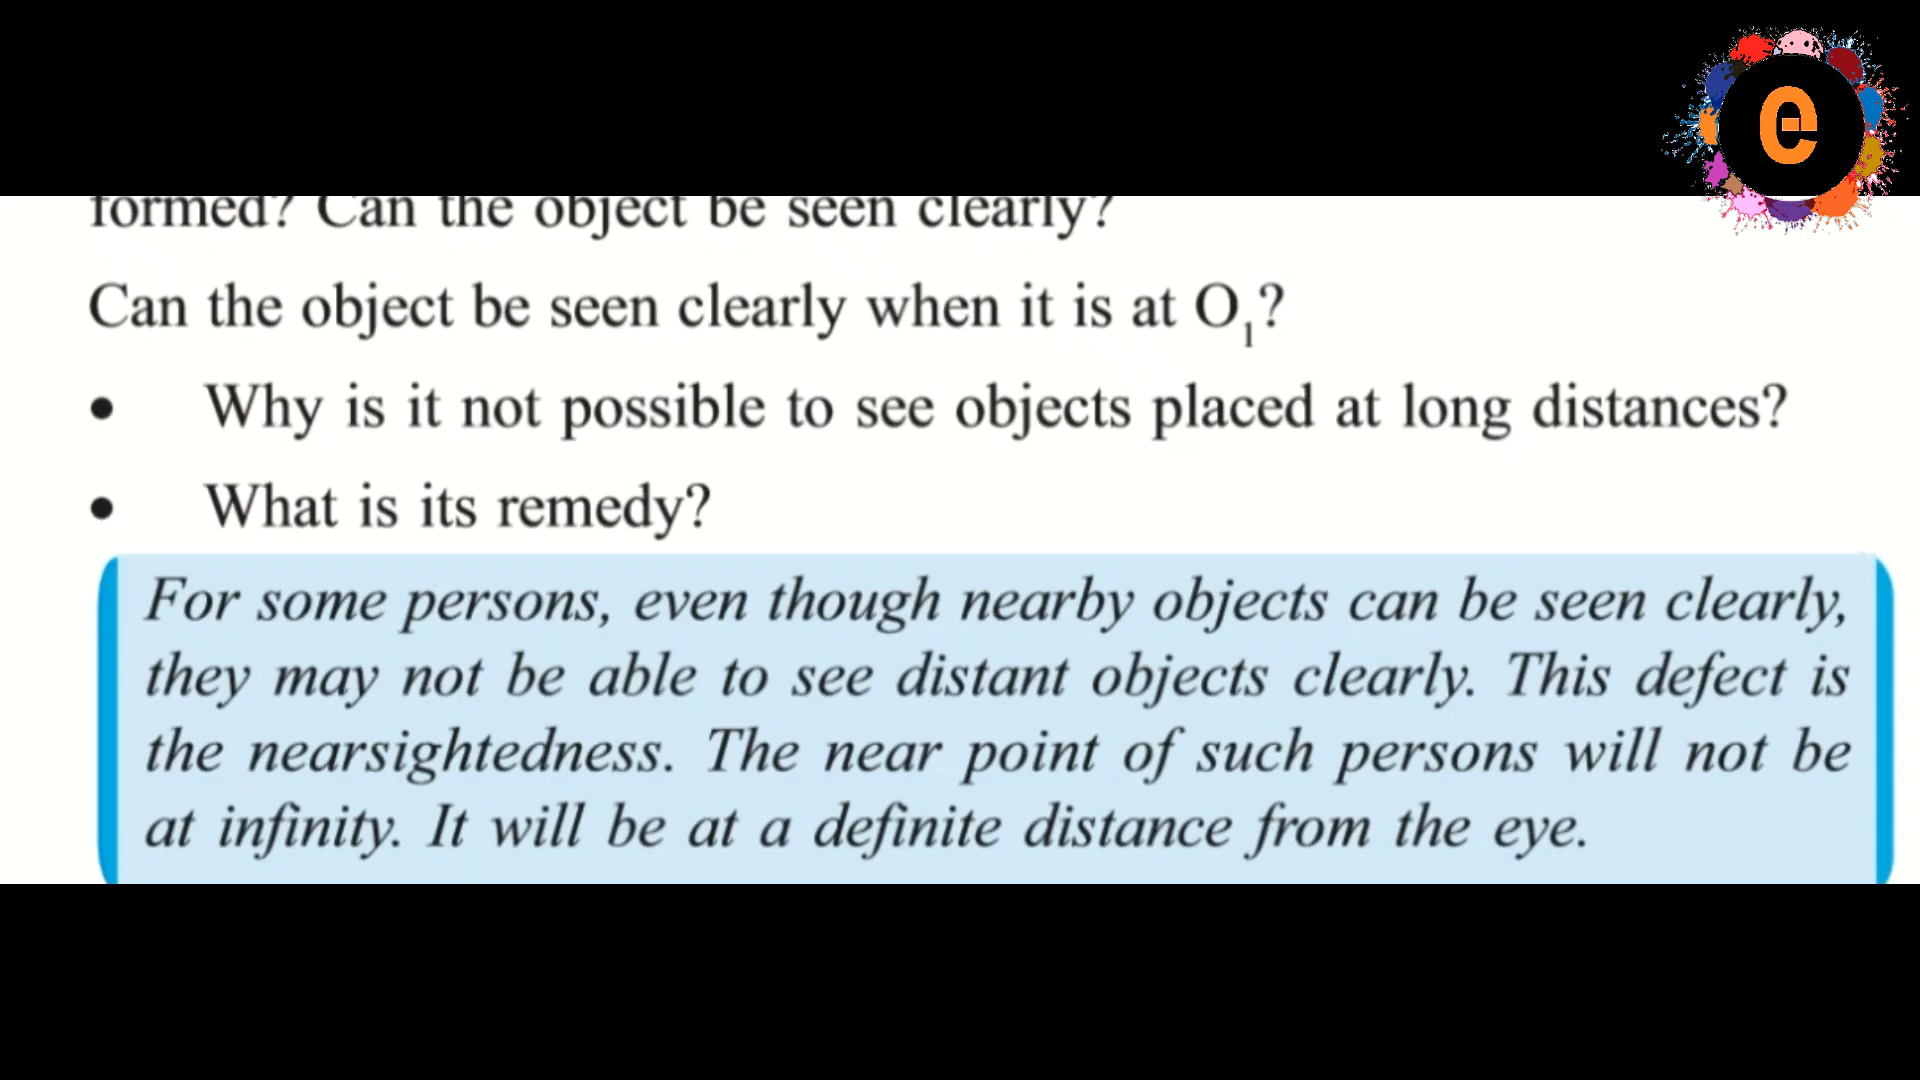 formed? Can the object be seen clearly?
Can the object be seen clearly when it is at O₁?
• Why is it not possible to see objects placed at long distances?
• What is its remedy?
For some persons, even though nearby objects can be seen clearly,
they may not be able to see distant objects clearly. This defect is
the nearsightedness. The near point of such persons will not be
at infinity. It will be at a definite distance from the eye.
e